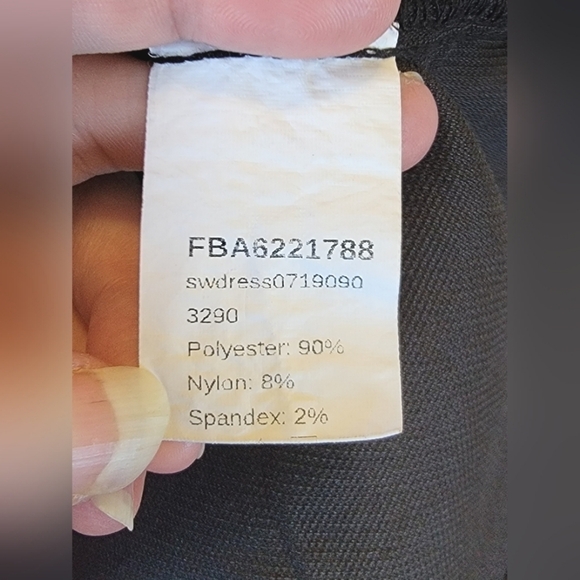 FBA6221788
swdress0719090
3290
Polyester: 90%
Nylon: 8%
Spandex: 2%